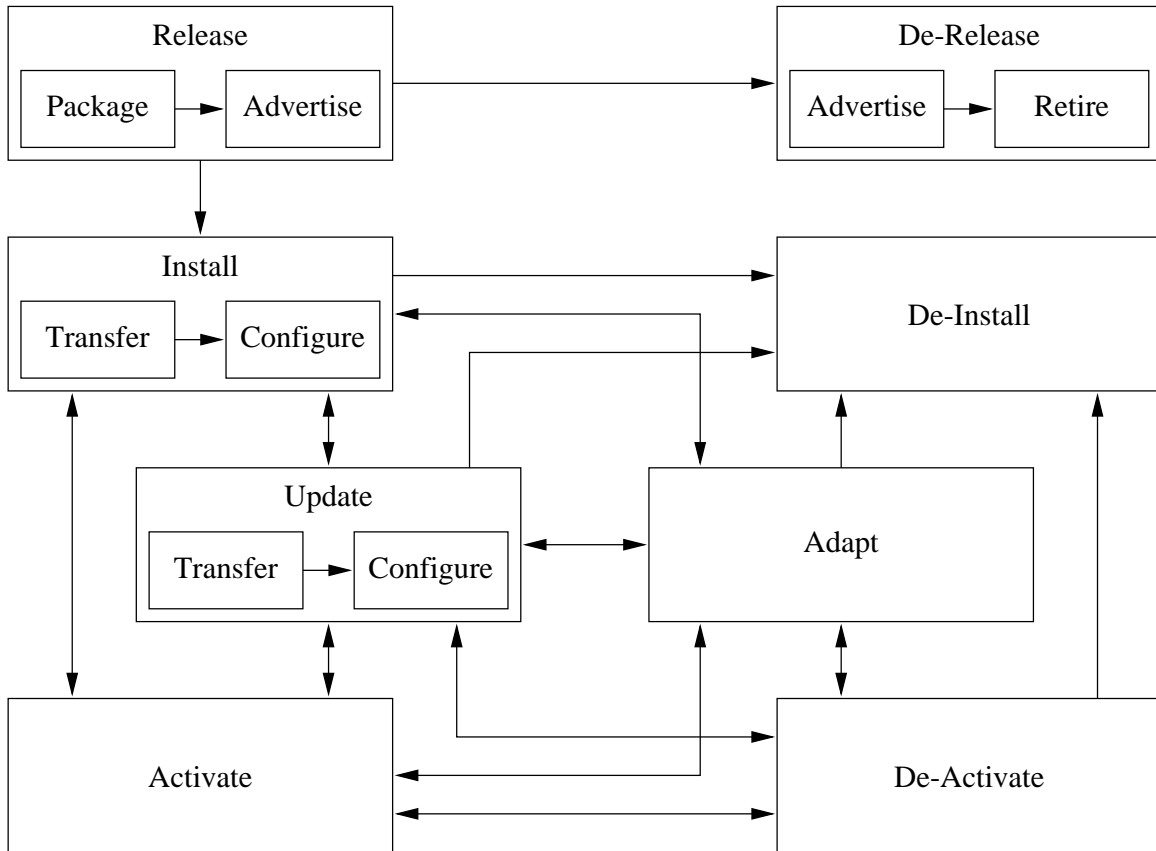 Release
Package
Advertise
De-Release
Advertise
Retire
Install
Transfer
Configure
De-Install
Update
Transfer
Configure
Adapt
Activate
De-Activate